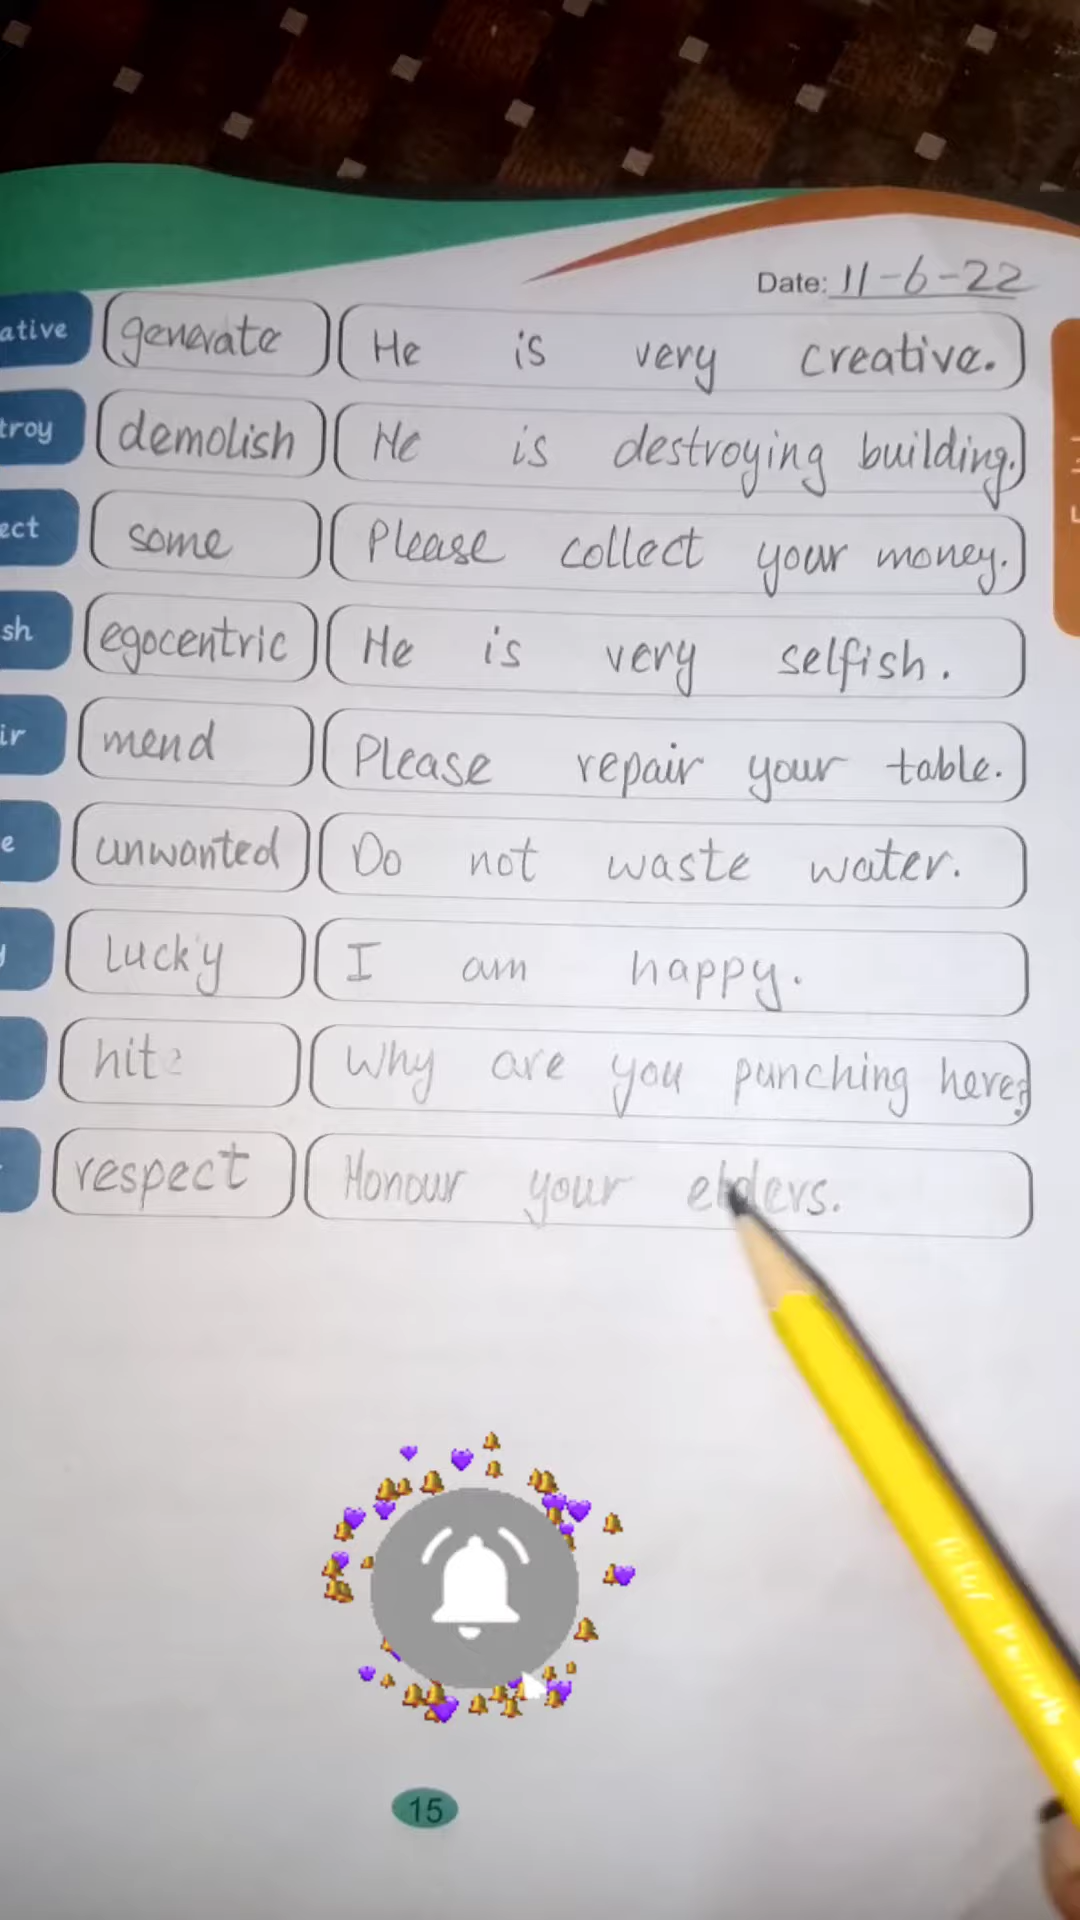 Date: 11-6-22
ative generate He is very creative.
troy demolish He is destroying building.
ect some Please collect your money.
sh egocentric He is very selfish.
ir mend Please repair your table.
e unwanted Do not waste water.
y lucky I am happy.
hit Why are you punching here?
respect Honour your elders.
15